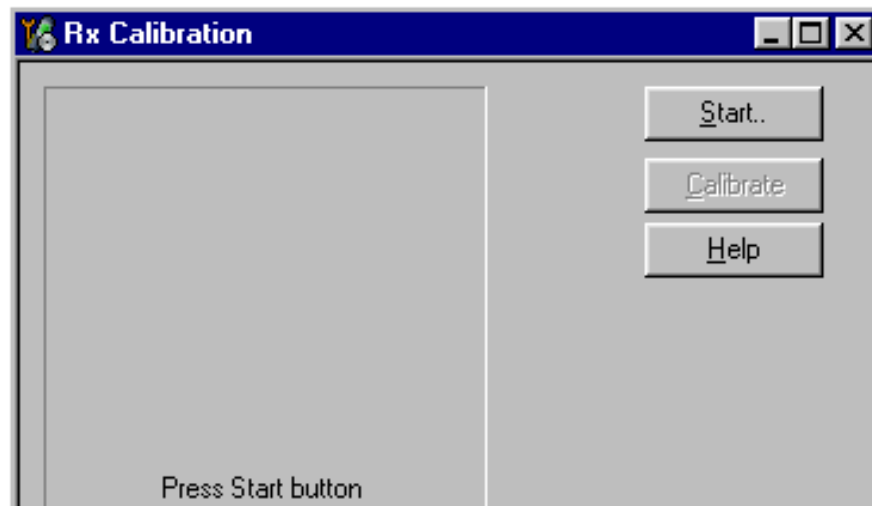 Rx Calibration
Start..
Calibrate
Help
Press Start button